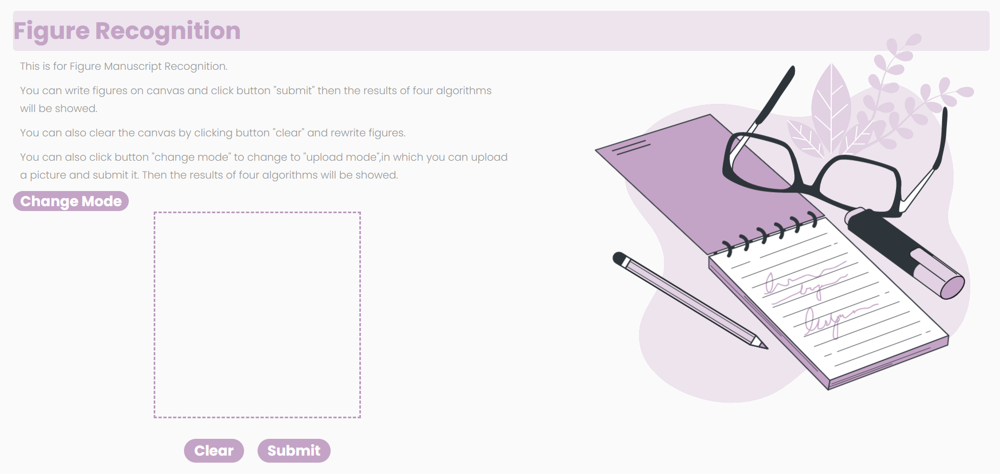 Figure Recognition
This is for Figure Manuscript Recognition.
You can write figures on canvas and click button "submit" then the results of four algorithms
will be showed.
You can also clear the canvas by clicking button "clear" and rewrite figures.
You can also click button "change mode" to change to "upload mode",in which you can upload
a picture and submit it. Then the results of four algorithms will be showed.
Change Mode
Clear
Submit